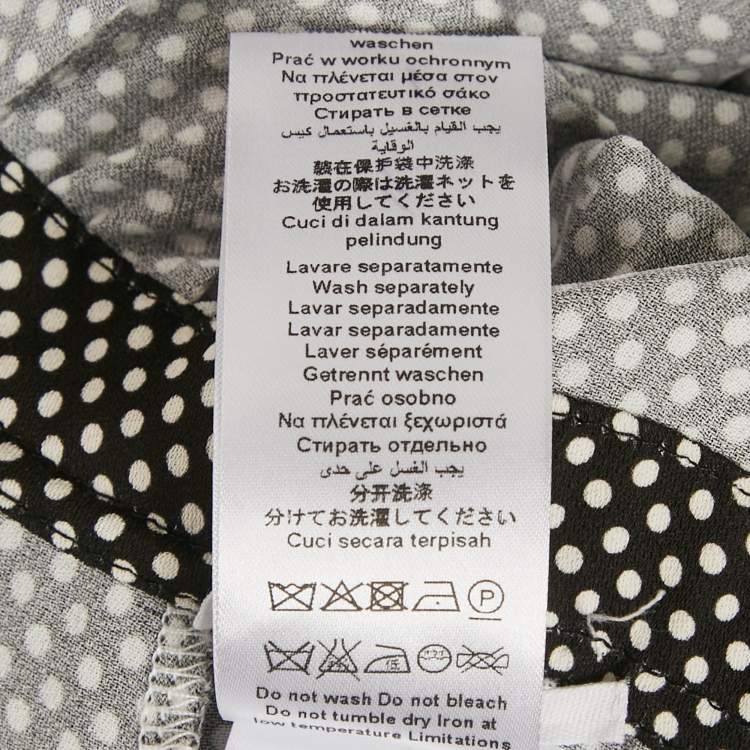 waschen
Prać w worku ochronnym
Να πλένεται μέσα στον
προστατευτικό σάκο
Стирать в сетке
يجب القيام بالغسيل باستعمال كيس
الوقاية
装在保护袋中洗涤
お洗濯の際は洗濯ネットを
使用してください
Cuci di dalam kantung
pelindung
Lavare separatamente
Wash separately
Lavar separadamente
Lavar separadamente
Laver séparément
Getrennt waschen
Prać osobno
Να πλένεται ξεχωριστά
Стирать отдельно
يجب الغسل على حدى
分开洗涤
分けてお洗濯してください
Cuci secara terpisah
P
低
Do not wash Do not bleach
Do not tumble dry Iron at
low temperature Limitations